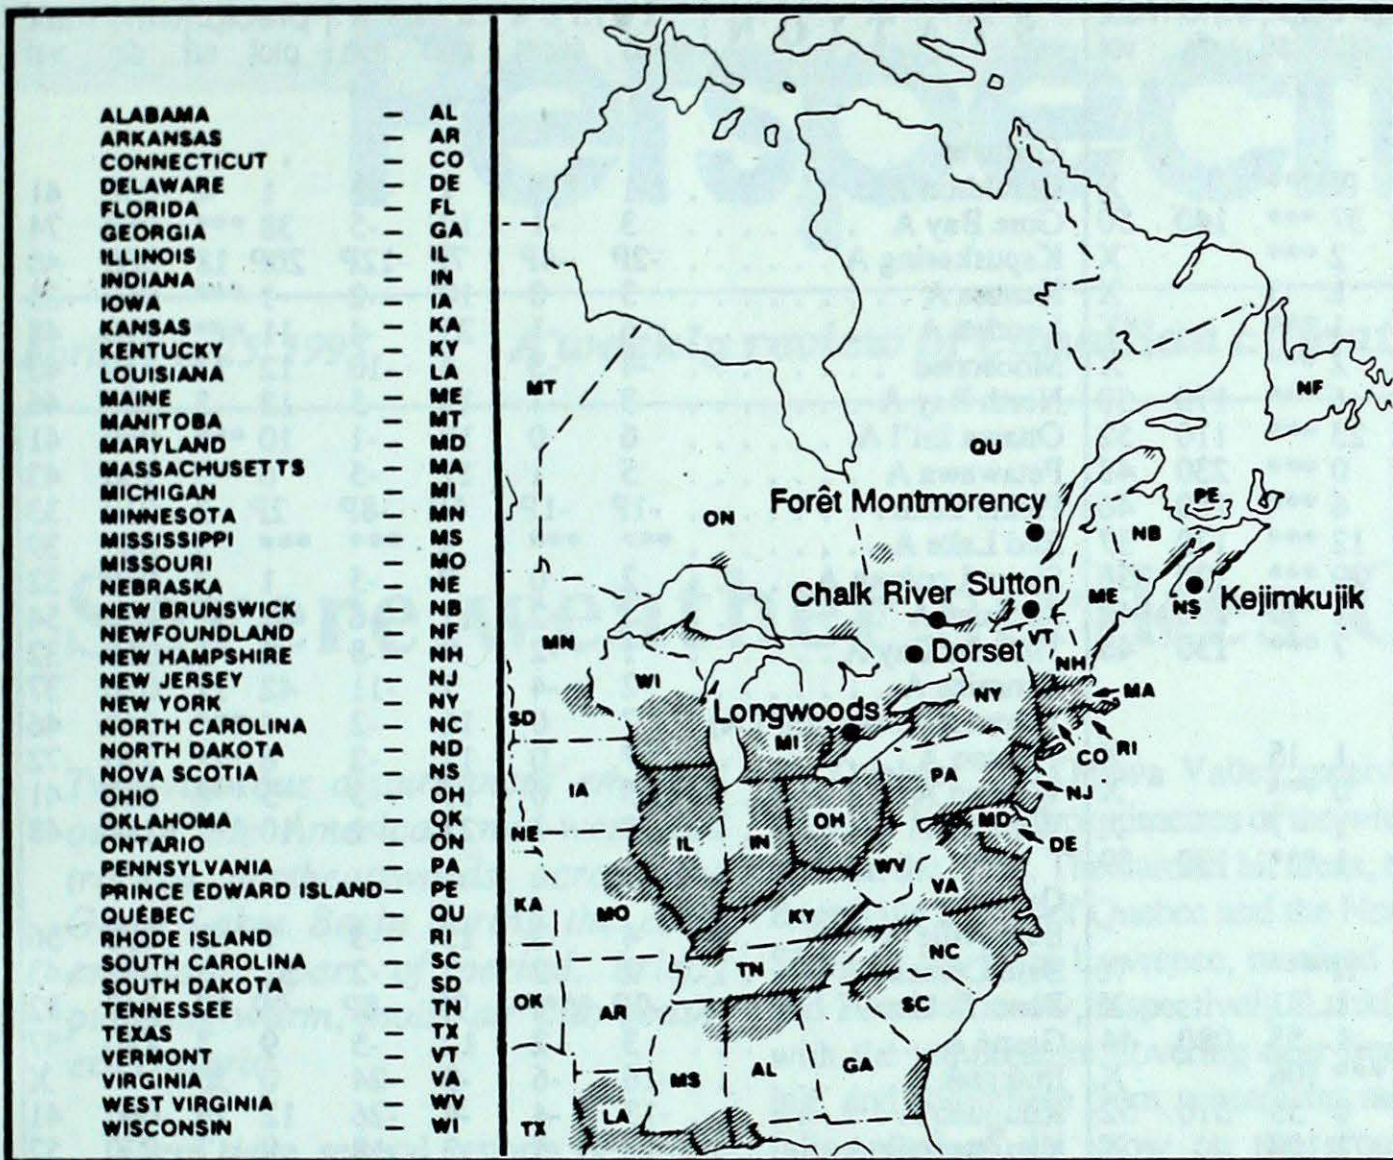 ALABAMA – AL
ARKANSAS – AR
CONNECTICUT – CO
DELAWARE – DE
FLORIDA – FL
GEORGIA – GA
ILLINOIS – IL
INDIANA – IN
IOWA – IA
KANSAS – KA
KENTUCKY – KY
LOUISIANA – LA
MAINE – ME
MANITOBA – MT
MARYLAND – MD
MASSACHUSETTS – MA
MICHIGAN – MI
MINNESOTA – MN
MISSISSIPPI – MS
MISSOURI – MO
NEBRASKA – NE
NEW BRUNSWICK – NB
NEWFOUNDLAND – NF
NEW HAMPSHIRE – NH
NEW JERSEY – NJ
NEW YORK – NY
NORTH CAROLINA – NC
NORTH DAKOTA – ND
NOVA SCOTIA – NS
OHIO – OH
OKLAHOMA – OK
ONTARIO – ON
PENNSYLVANIA – PA
PRINCE EDWARD ISLAND – PE
QUÉBEC – QU
RHODE ISLAND – RI
SOUTH CAROLINA – SC
SOUTH DAKOTA – SD
TENNESSEE – TN
TEXAS – TX
VERMONT – VT
VIRGINIA – VA
WEST VIRGINIA – WV
WISCONSIN – WI
MT
NF
QU
Forêt Montmorency
ON
PE
NB
Chalk River
Sutton
ME
NS
Kejimkujik
MN
VT
Dorset
NH
WI
NY
MA
SD
Longwoods
MI
CO
RI
IA
PA
NJ
NE
IL
IN
OH
MD
DE
WV
KA
MO
VA
KY
NC
TN
OK
AR
SC
MS
AL
GA
LA
TX